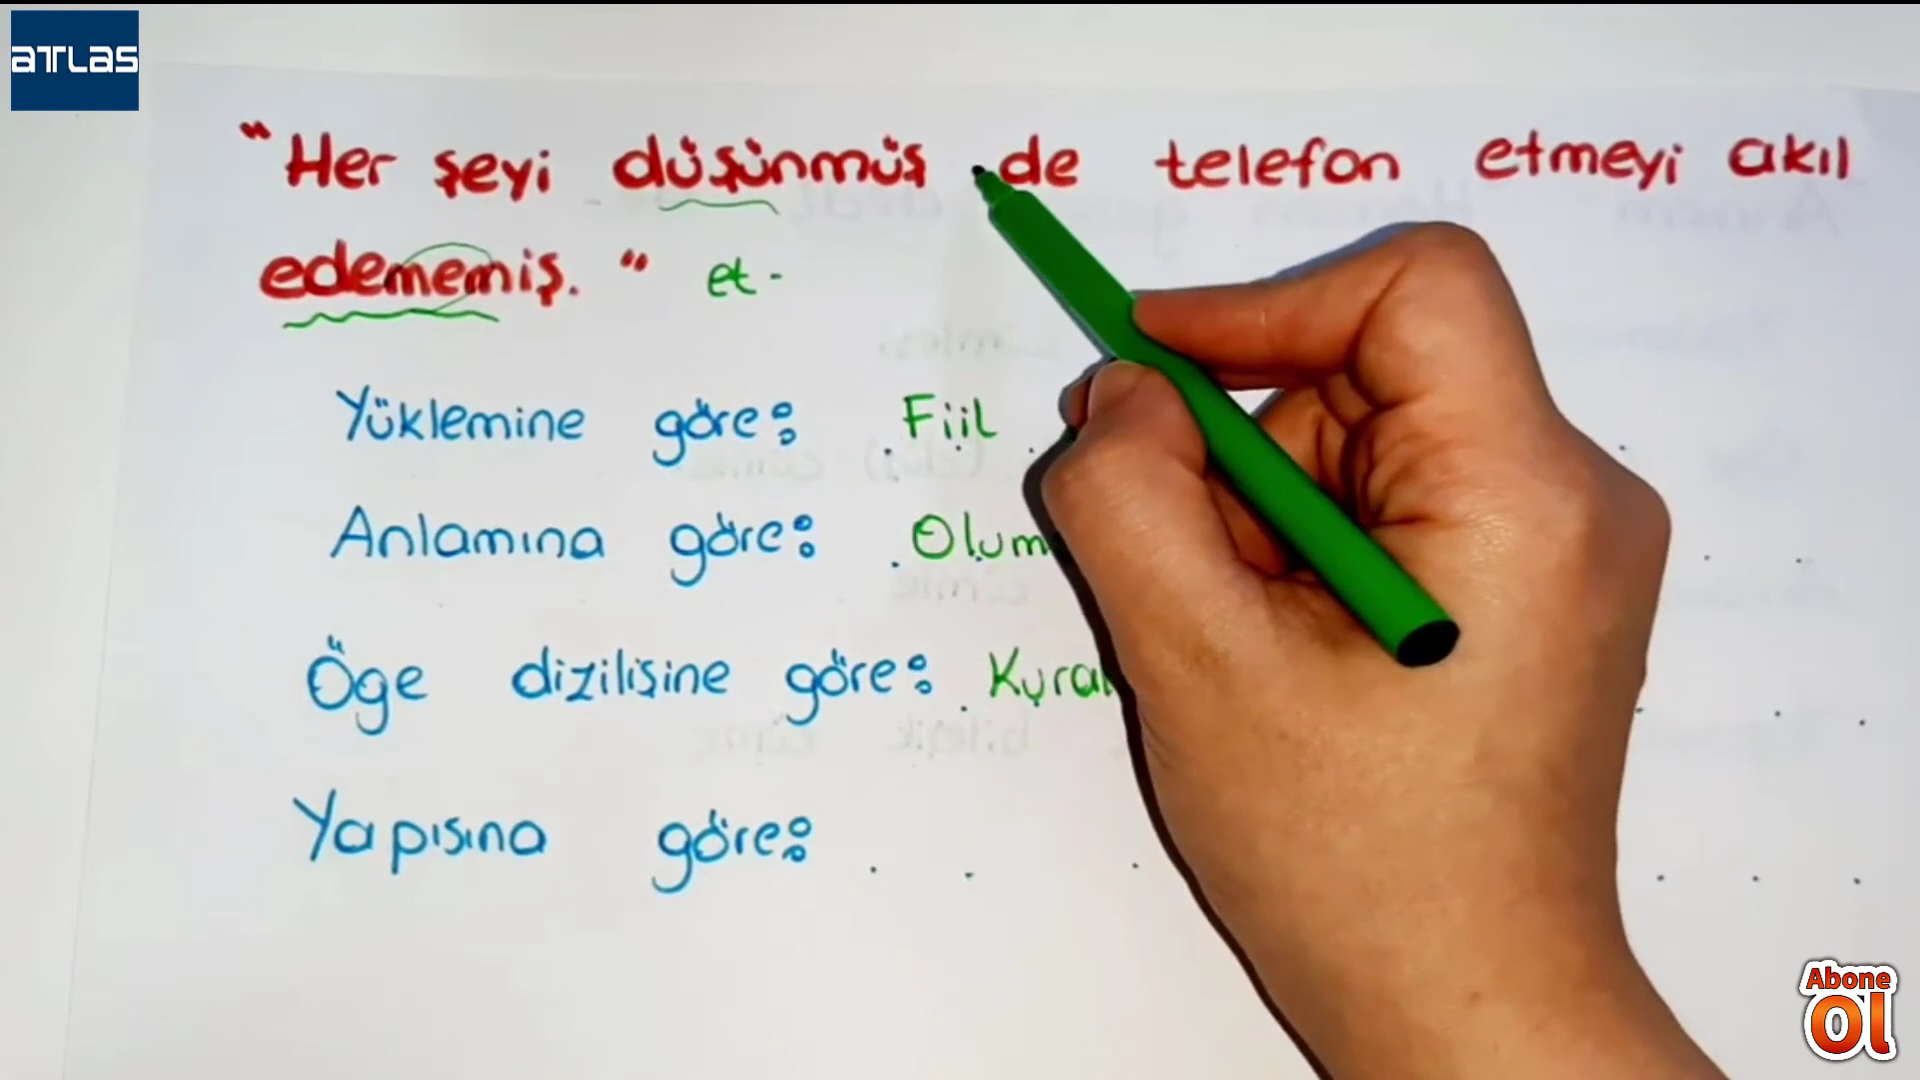 ATLAS
"Her şeyi düşünmüş de telefon etmeyi akıl
edememiş." et-
Yüklemine göre: Fiil
Anlamına göre: Olum
Öge dizilişine göre: Kural
Yapısına göre:
Abone
Ol